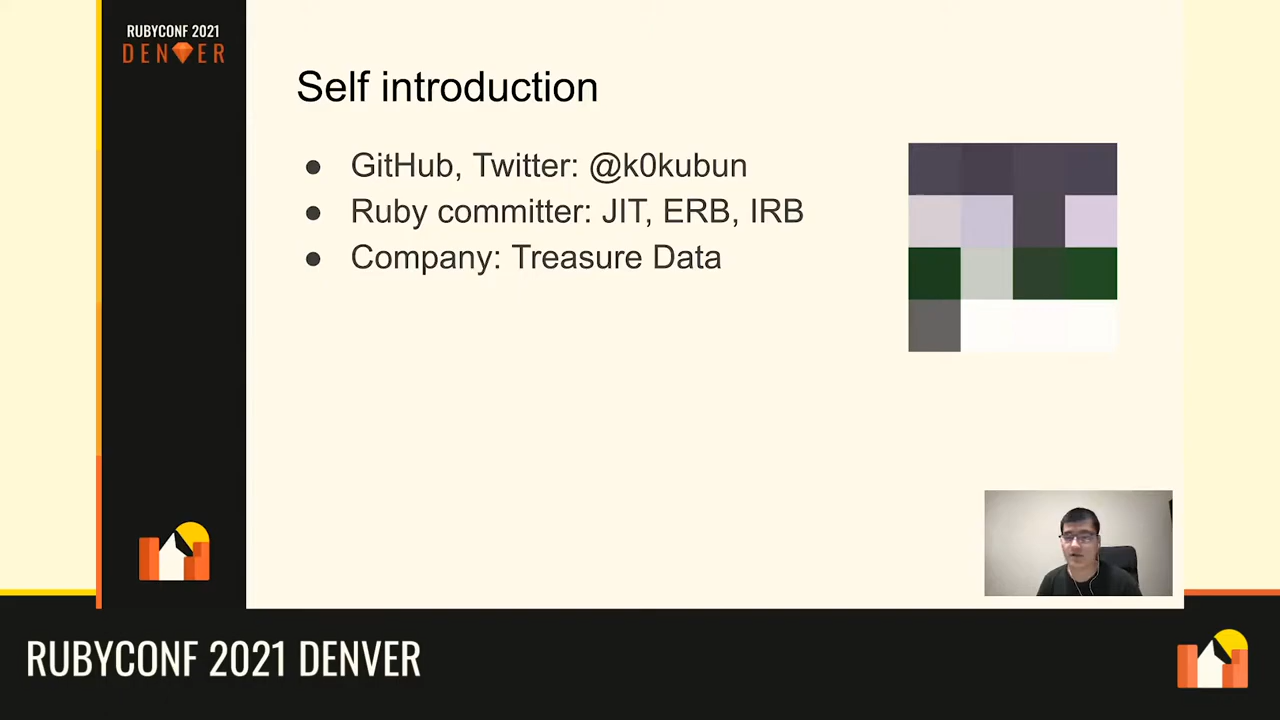 RUBYCONF 2021
DENVER
Self introduction
● GitHub, Twitter: @k0kubun
● Ruby committer: JIT, ERB, IRB
● Company: Treasure Data
RUBYCONF 2021 DENVER